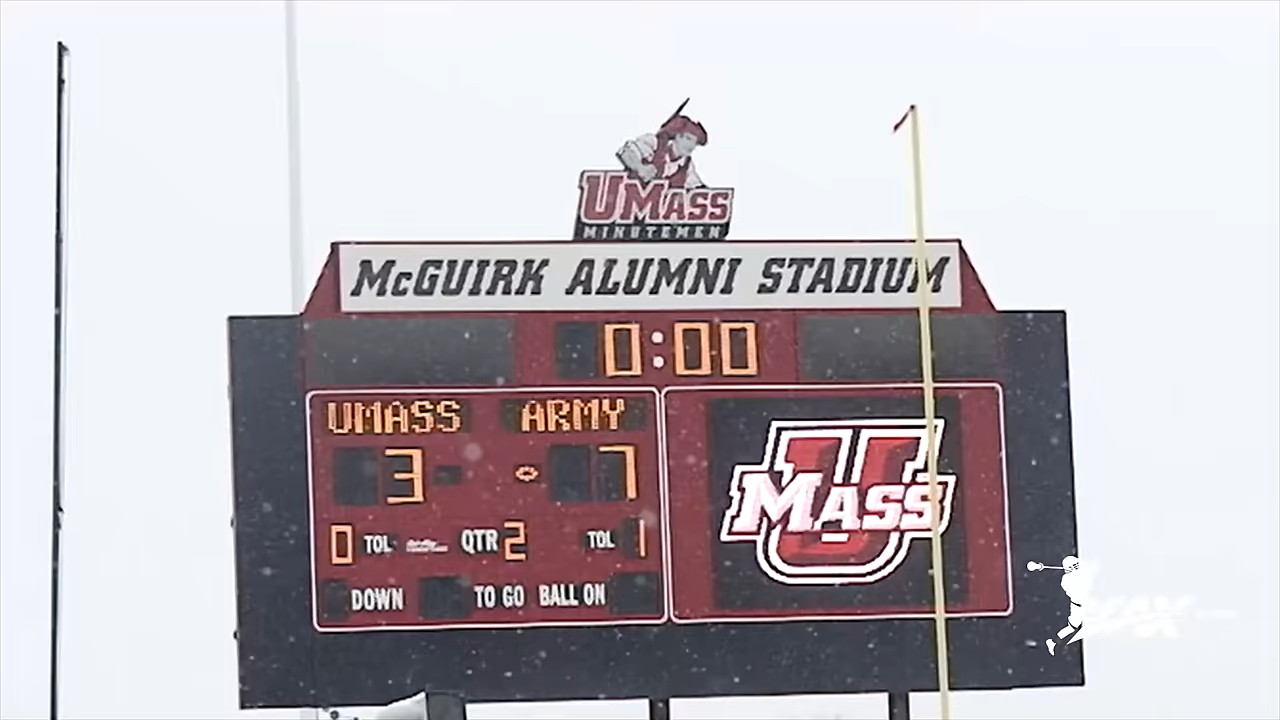 UMASS
MINUTEMEN
McGUIRK ALUMNI STADIUM
0:00
UMASS ARMY
3 7
0 TOL QTR 2 TOL 1
DOWN TO GO BALL ON
U
MASS